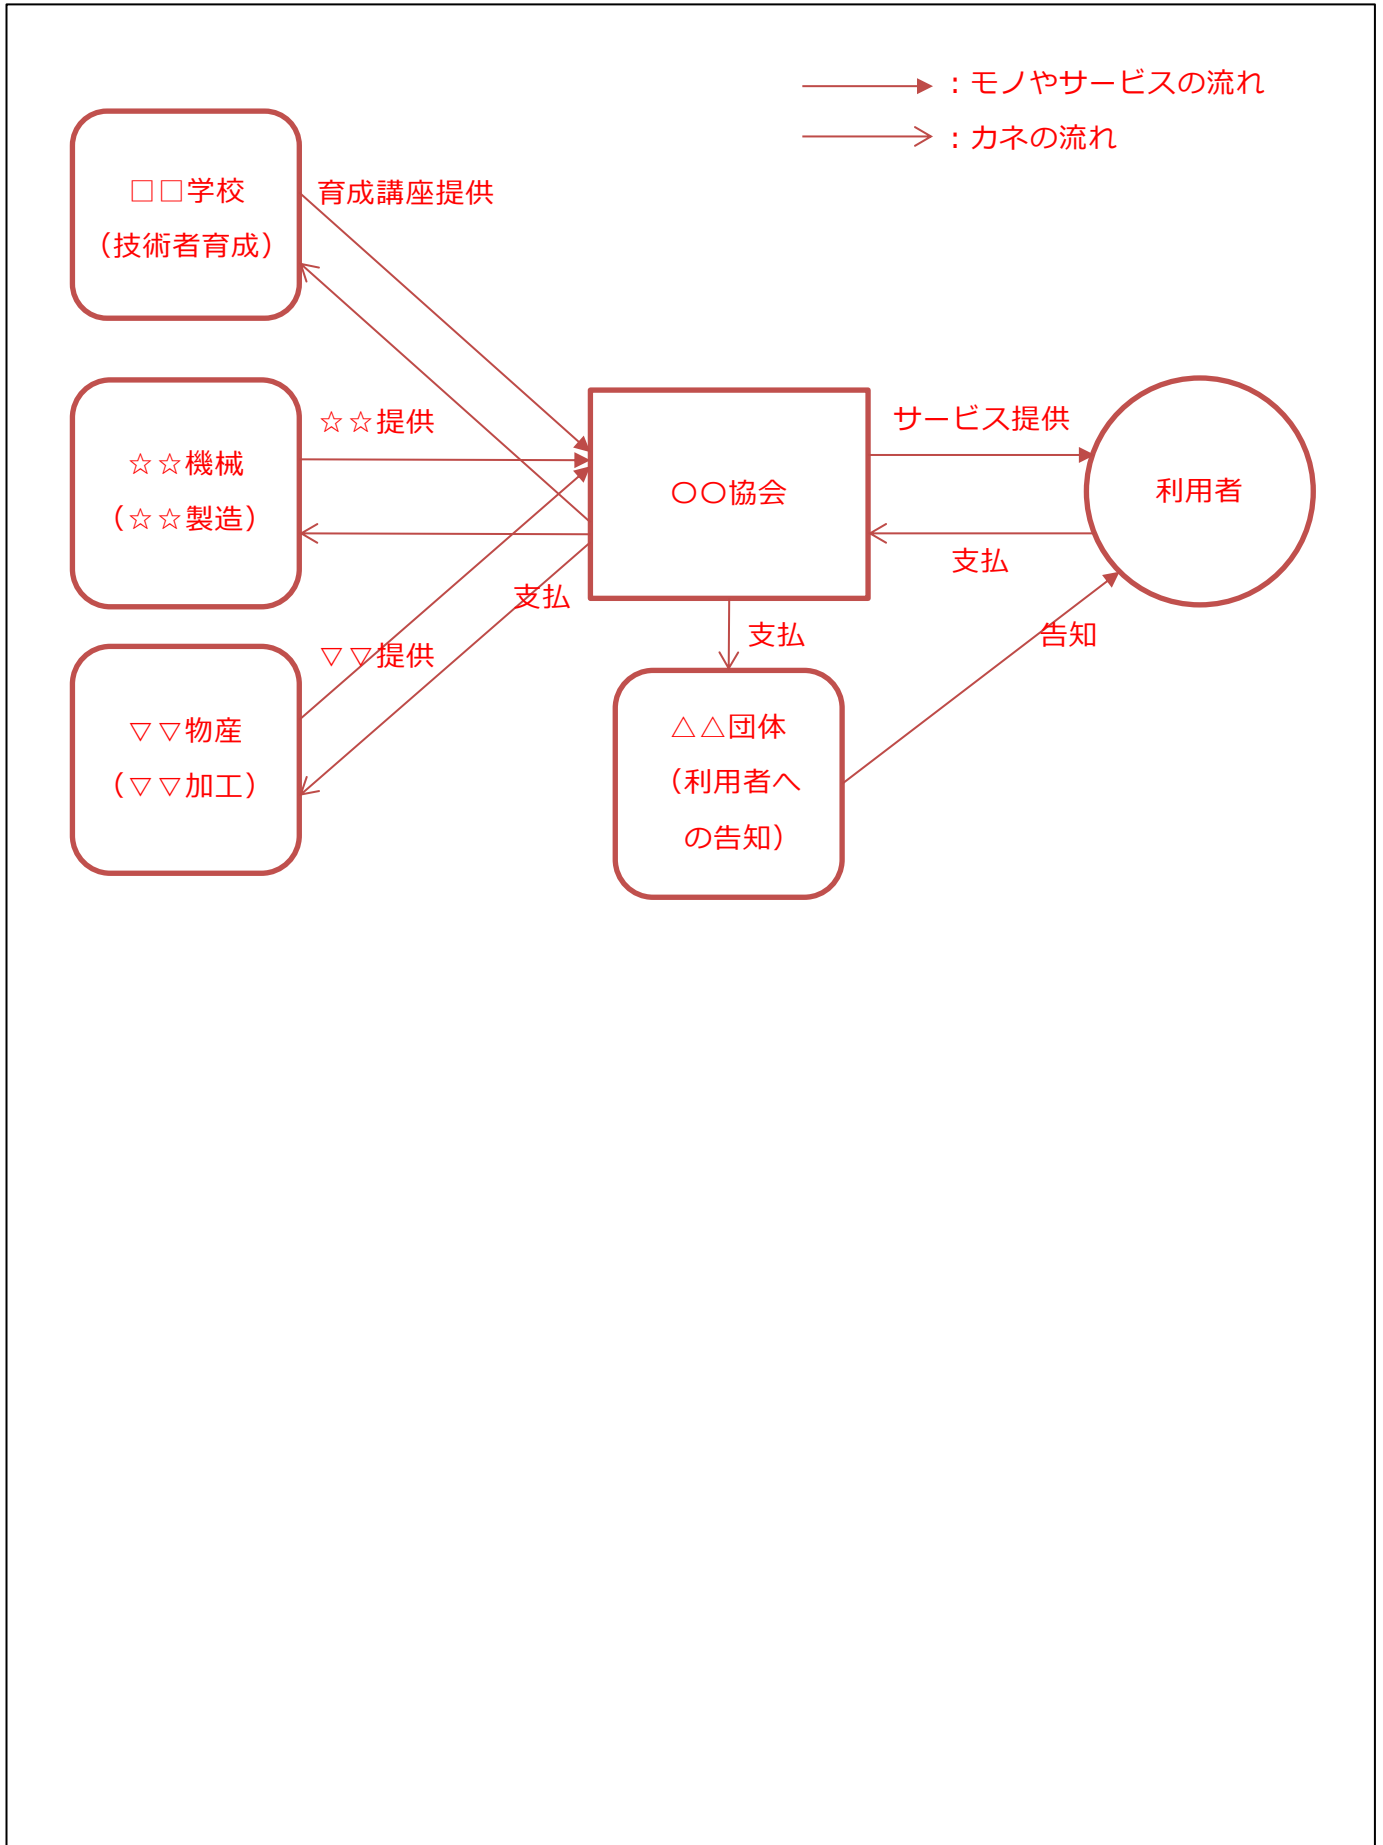 ：モノやサービスの流れ
：カネの流れ
□□学校
（技術者育成）
育成講座提供
☆☆提供
☆☆機械
（☆☆製造）
〇〇協会
サービス提供
利用者
支払
支払
支払
告知
▽▽提供
▽▽物産
（▽▽加工）
△△団体
（利用者へ
の告知）